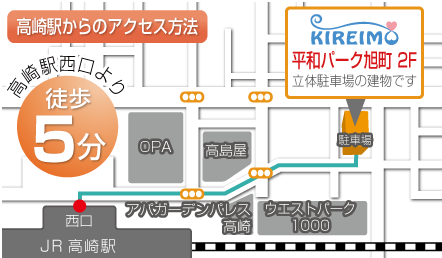 高崎駅からのアクセス方法
KIREIMO
平和パーク旭町 2F
立体駐車場の建物です
高崎駅西口より
徒歩
5分
駐車場
OPA
高島屋
アパガーデンパレス
高崎
ウエストパーク
1000
西口
JR 高崎駅